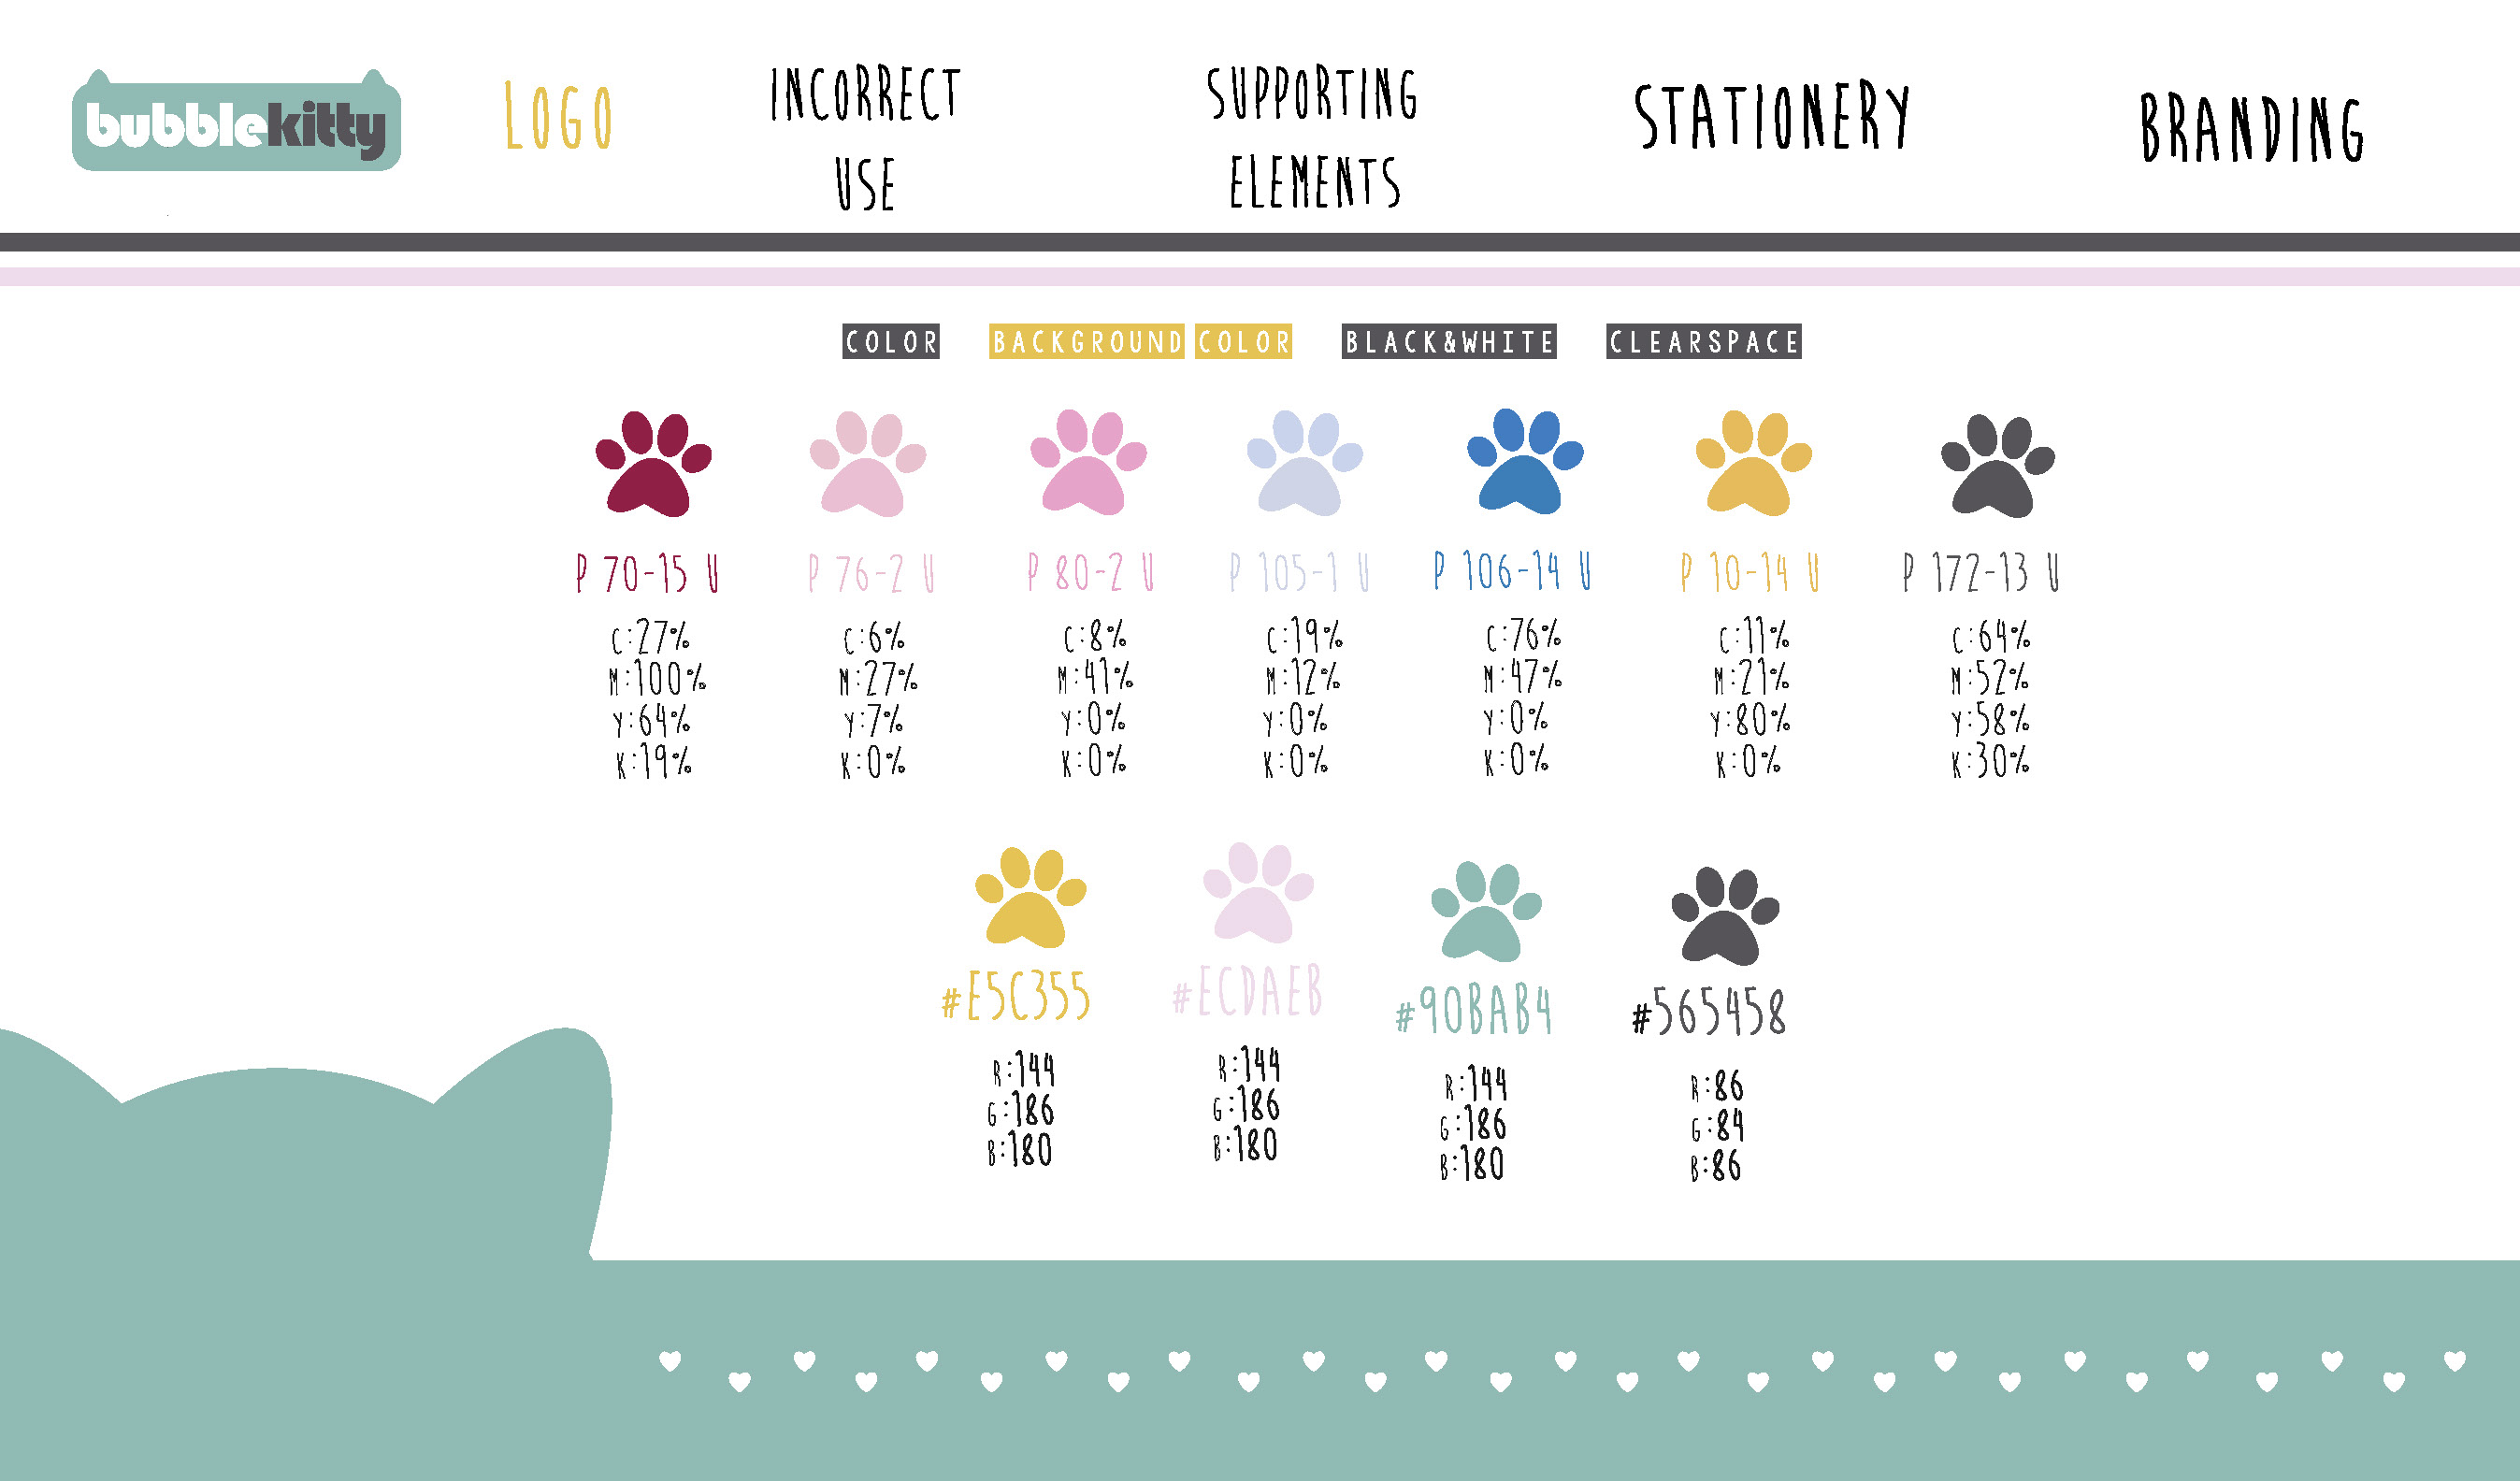 bubblekitty
LOGO
INCORRECT
USE
SUPPORTING
ELEMENTS
STATIONERY
BRANDING
COLOR
BACKGROUND COLOR
BLACK&WHITE
CLEARSPACE
P 70-15 U
P 76-2 U
P 80-2 U
P 105-1 U
P 106-14 U
P 10-14 U
P 172-13 U
C:27%
M:100%
Y:64%
K:19%
C:6%
M:27%
Y:7%
K:0%
C:8%
M:41%
Y:0%
K:0%
C:19%
M:12%
Y:0%
K:0%
C:76%
M:47%
Y:0%
K:0%
C:11%
M:21%
Y:80%
K:0%
C:64%
M:52%
Y:58%
K:30%
#E5C355
#ECDAEB
#90BAB4
#565458
R:144
G:186
B:180
R:144
G:186
B:180
R:144
G:186
B:180
R:86
G:84
B:86